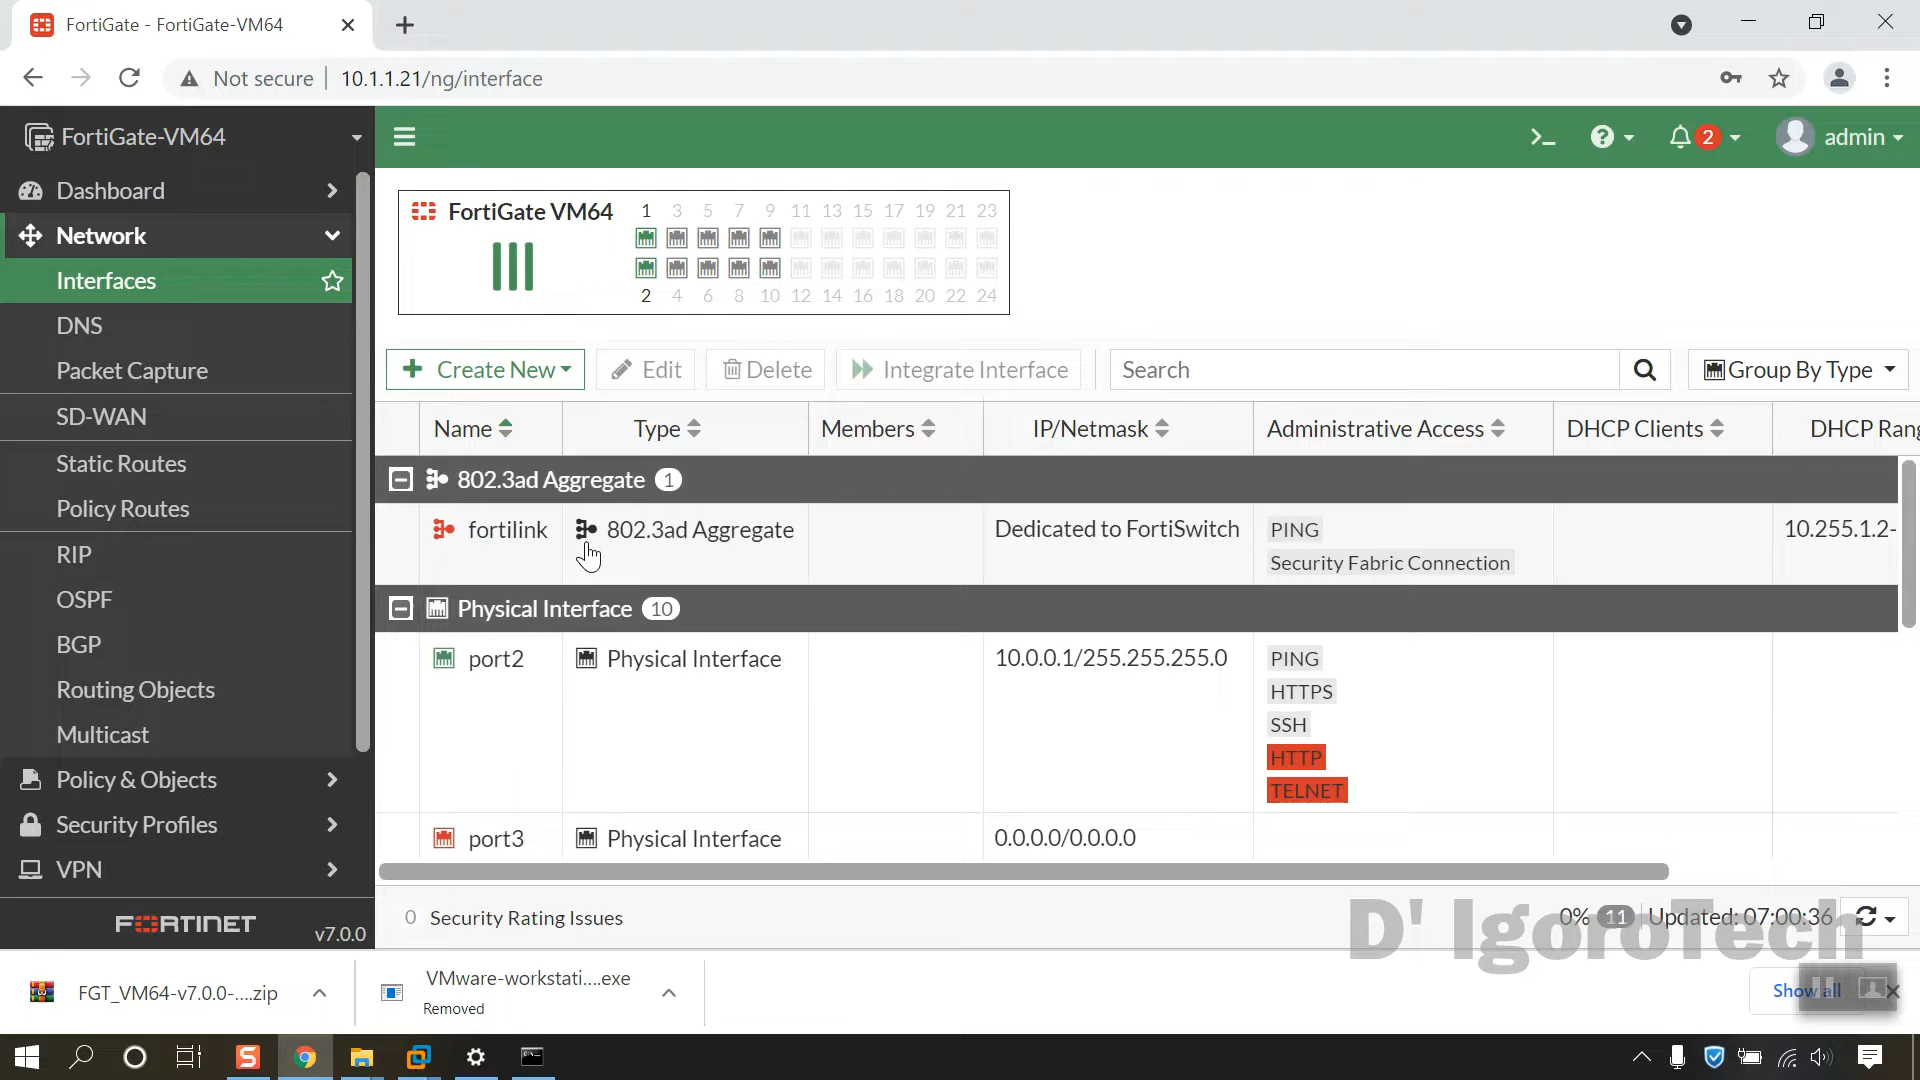 FortiGate - FortiGate-VM64
Not secure 10.1.1.21/ng/interface
FortiGate-VM64
admin
2
Dashboard
Network
Interfaces
DNS
Packet Capture
SD-WAN
Static Routes
Policy Routes
RIP
OSPF
BGP
Routing Objects
Multicast
Policy & Objects
Security Profiles
VPN
FORTINET
v7.0.0
FortiGate VM64
1 3 5 7 9 11 13 15 17 19 21 23
2 4 6 8 10 12 14 16 18 20 22 24
Create New Edit Delete Integrate Interface Search Group By Type
Name Type Members IP/Netmask Administrative Access DHCP Clients DHCP Rang
802.3ad Aggregate 1
fortilink 802.3ad Aggregate Dedicated to FortiSwitch PING 10.255.1.2-
Security Fabric Connection
Physical Interface 10
port2 Physical Interface 10.0.0.1/255.255.255.0 PING
HTTPS
SSH
HTTP
TELNET
port3 Physical Interface 0.0.0.0/0.0.0.0
0 Security Rating Issues
0% 11 Updated: 07:00:36
D' IgoroTech
FGT_VM64-v7.0.0-....zip
VMware-workstati....exe
Removed
Show all